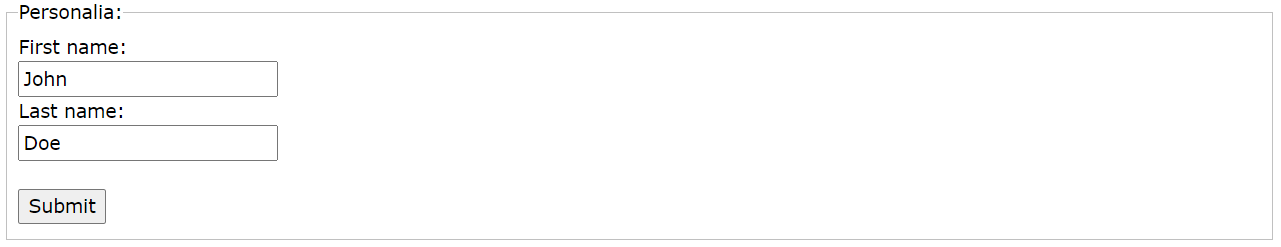 Personalia:
First name:
John
Last name:
Doe
Submit